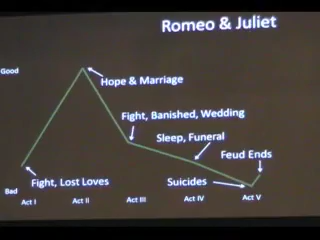 Romeo & Juliet
Good
Hope & Marriage
Fight, Banished, Wedding
Sleep, Funeral
Feud Ends
Fight, Lost Loves
Suicides
Bad
Act I
Act II
Act III
Act IV
Act V